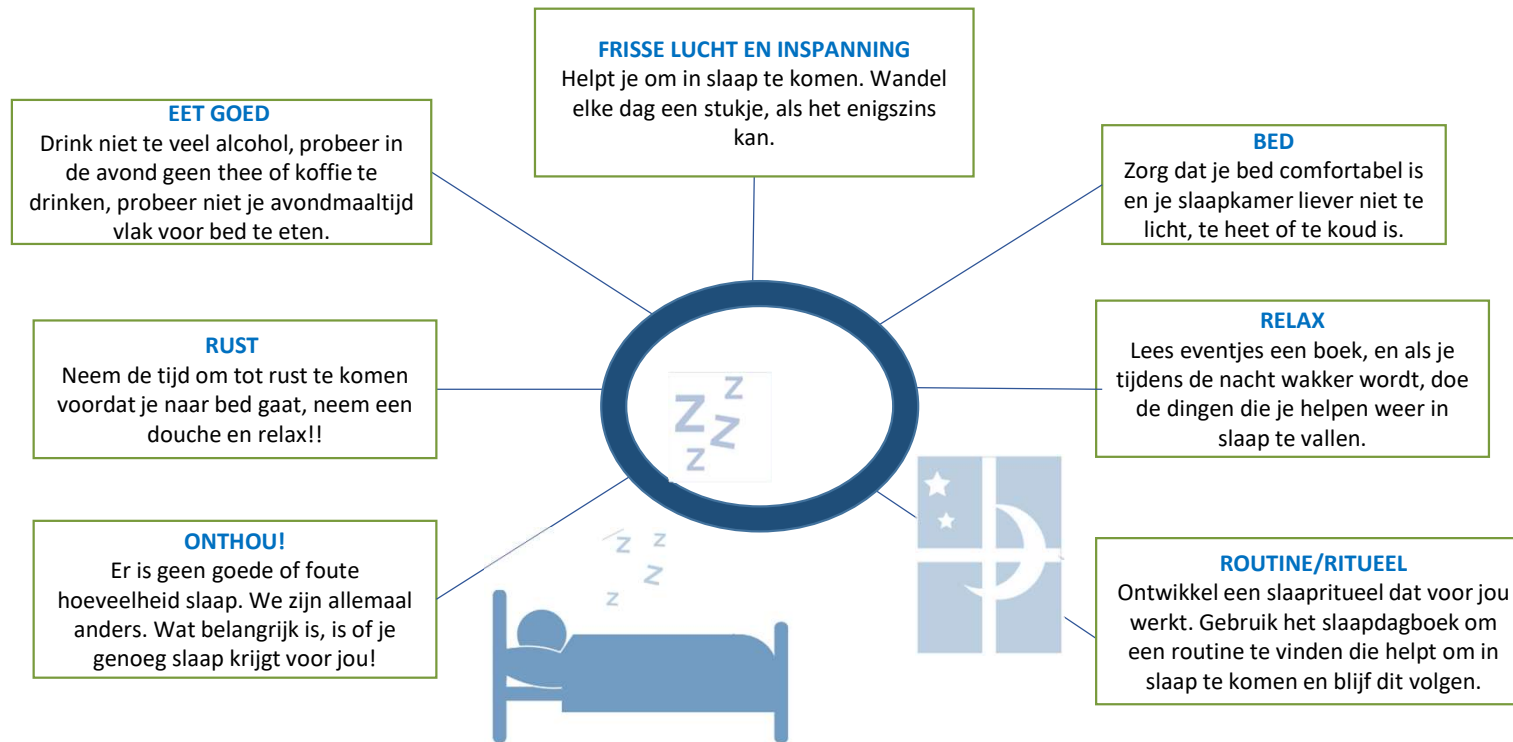 FRISSE LUCHT EN INSPANNING
Helpt je om in slaap te komen. Wandel
elke dag een stukje, als het enigszins
kan.
EET GOED
Drink niet te veel alcohol, probeer in
de avond geen thee of koffie te
drinken, probeer niet je avondmaaltijd
vlak voor bed te eten.
BED
Zorg dat je bed comfortabel is
en je slaapkamer liever niet te
licht, te heet of te koud is.
RUST
Neem de tijd om tot rust te komen
voordat je naar bed gaat, neem een
douche en relax!!
RELAX
Lees eventjes een boek, en als je
tijdens de nacht wakker wordt, doe
de dingen die je helpen weer in
slaap te vallen.
Z
Z
Z
Z
ONTHOU!
Er is geen goede of foute
hoeveelheid slaap. We zijn allemaal
anders. Wat belangrijk is, is of je
genoeg slaap krijgt voor jou!
Z
Z
Z
Z
ROUTINE/RITUEEL
Ontwikkel een slaapritueel dat voor jou
werkt. Gebruik het slaapdagboek om
een routine te vinden die helpt om in
slaap te komen en blijf dit volgen.